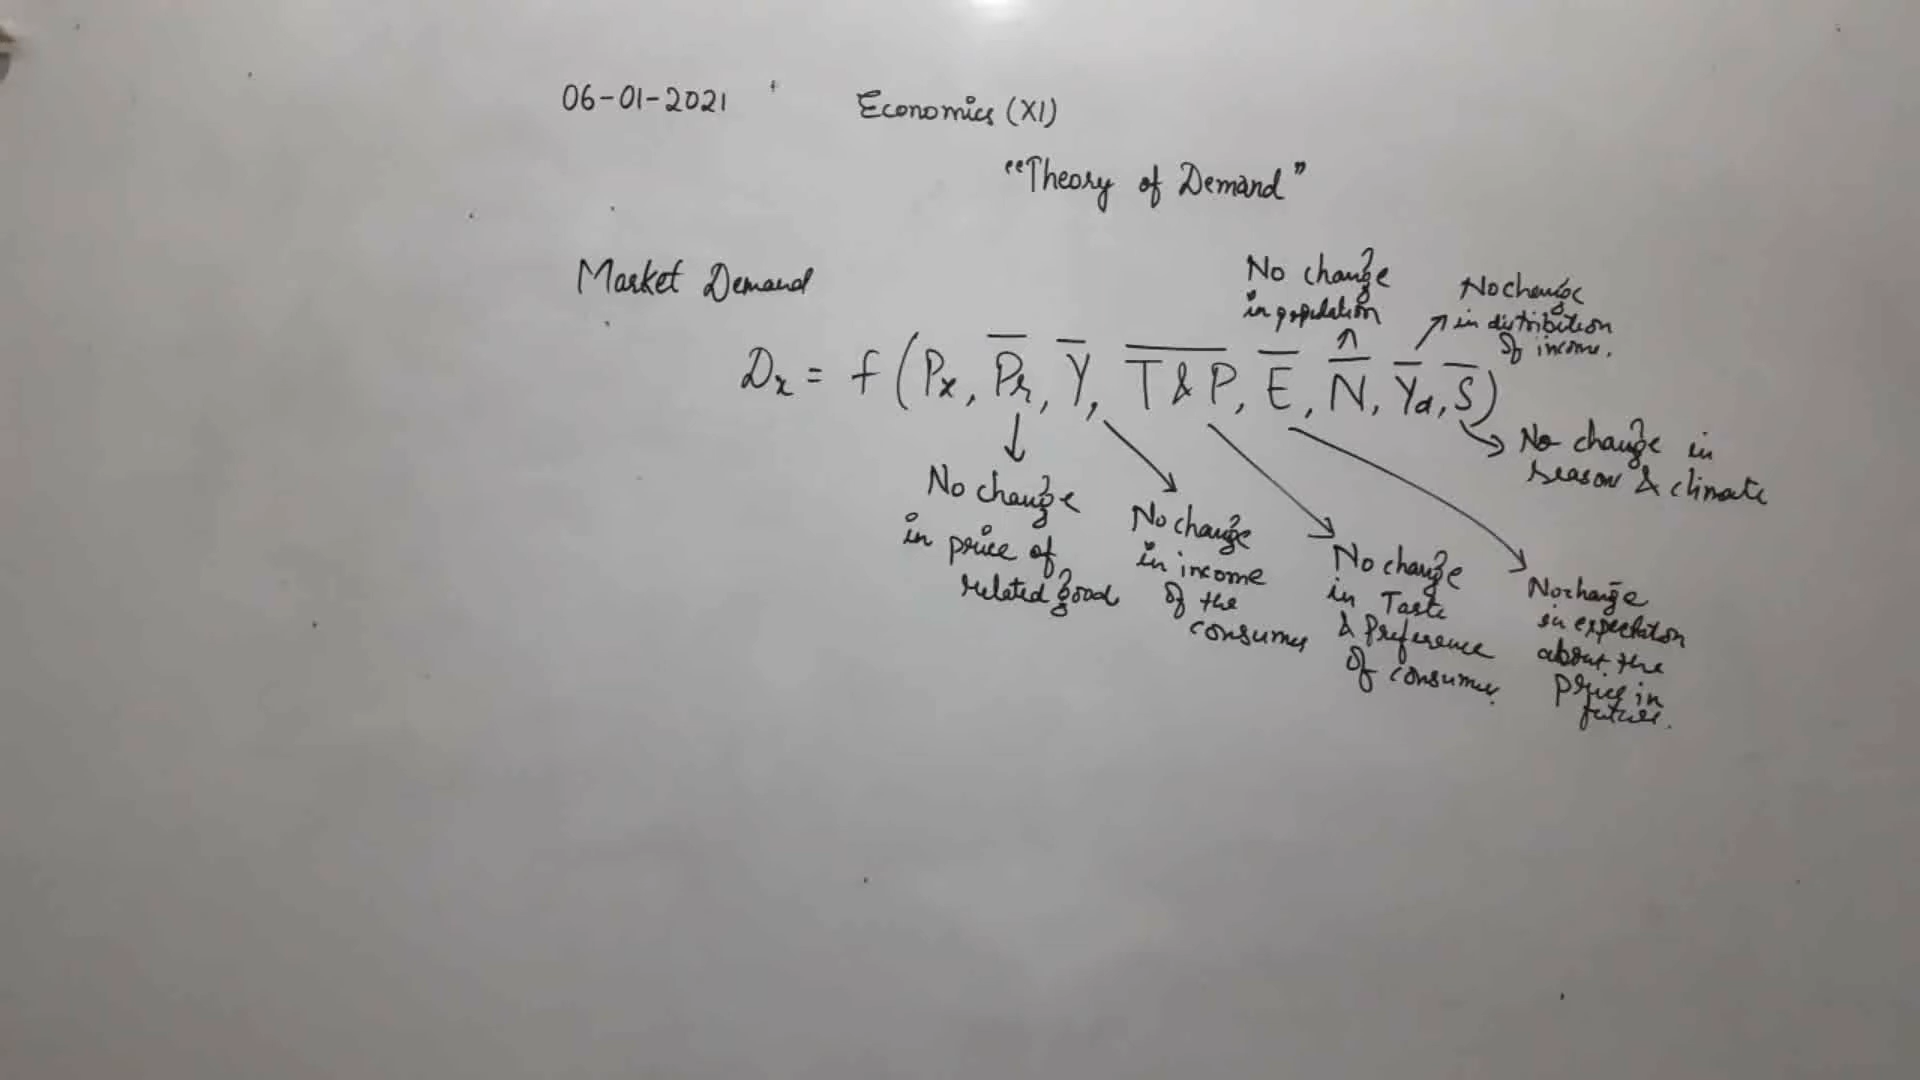 06-01-2021
Economics (XI)
"Theory of Demand"
Market Demand
Dx = f (Px, P̅r̅, Y̅, T̅ ̅&̅ ̅P̅, E̅, N̅, Y̅d, S̅)
No change
in population
No change
in distribution
of income.
No change in
season & climate
No change
in price of
related good
No change
in income
of the
consumer
No change
in Taste
& Preference
of consumer.
No change
in expectation
about the
price in
future.